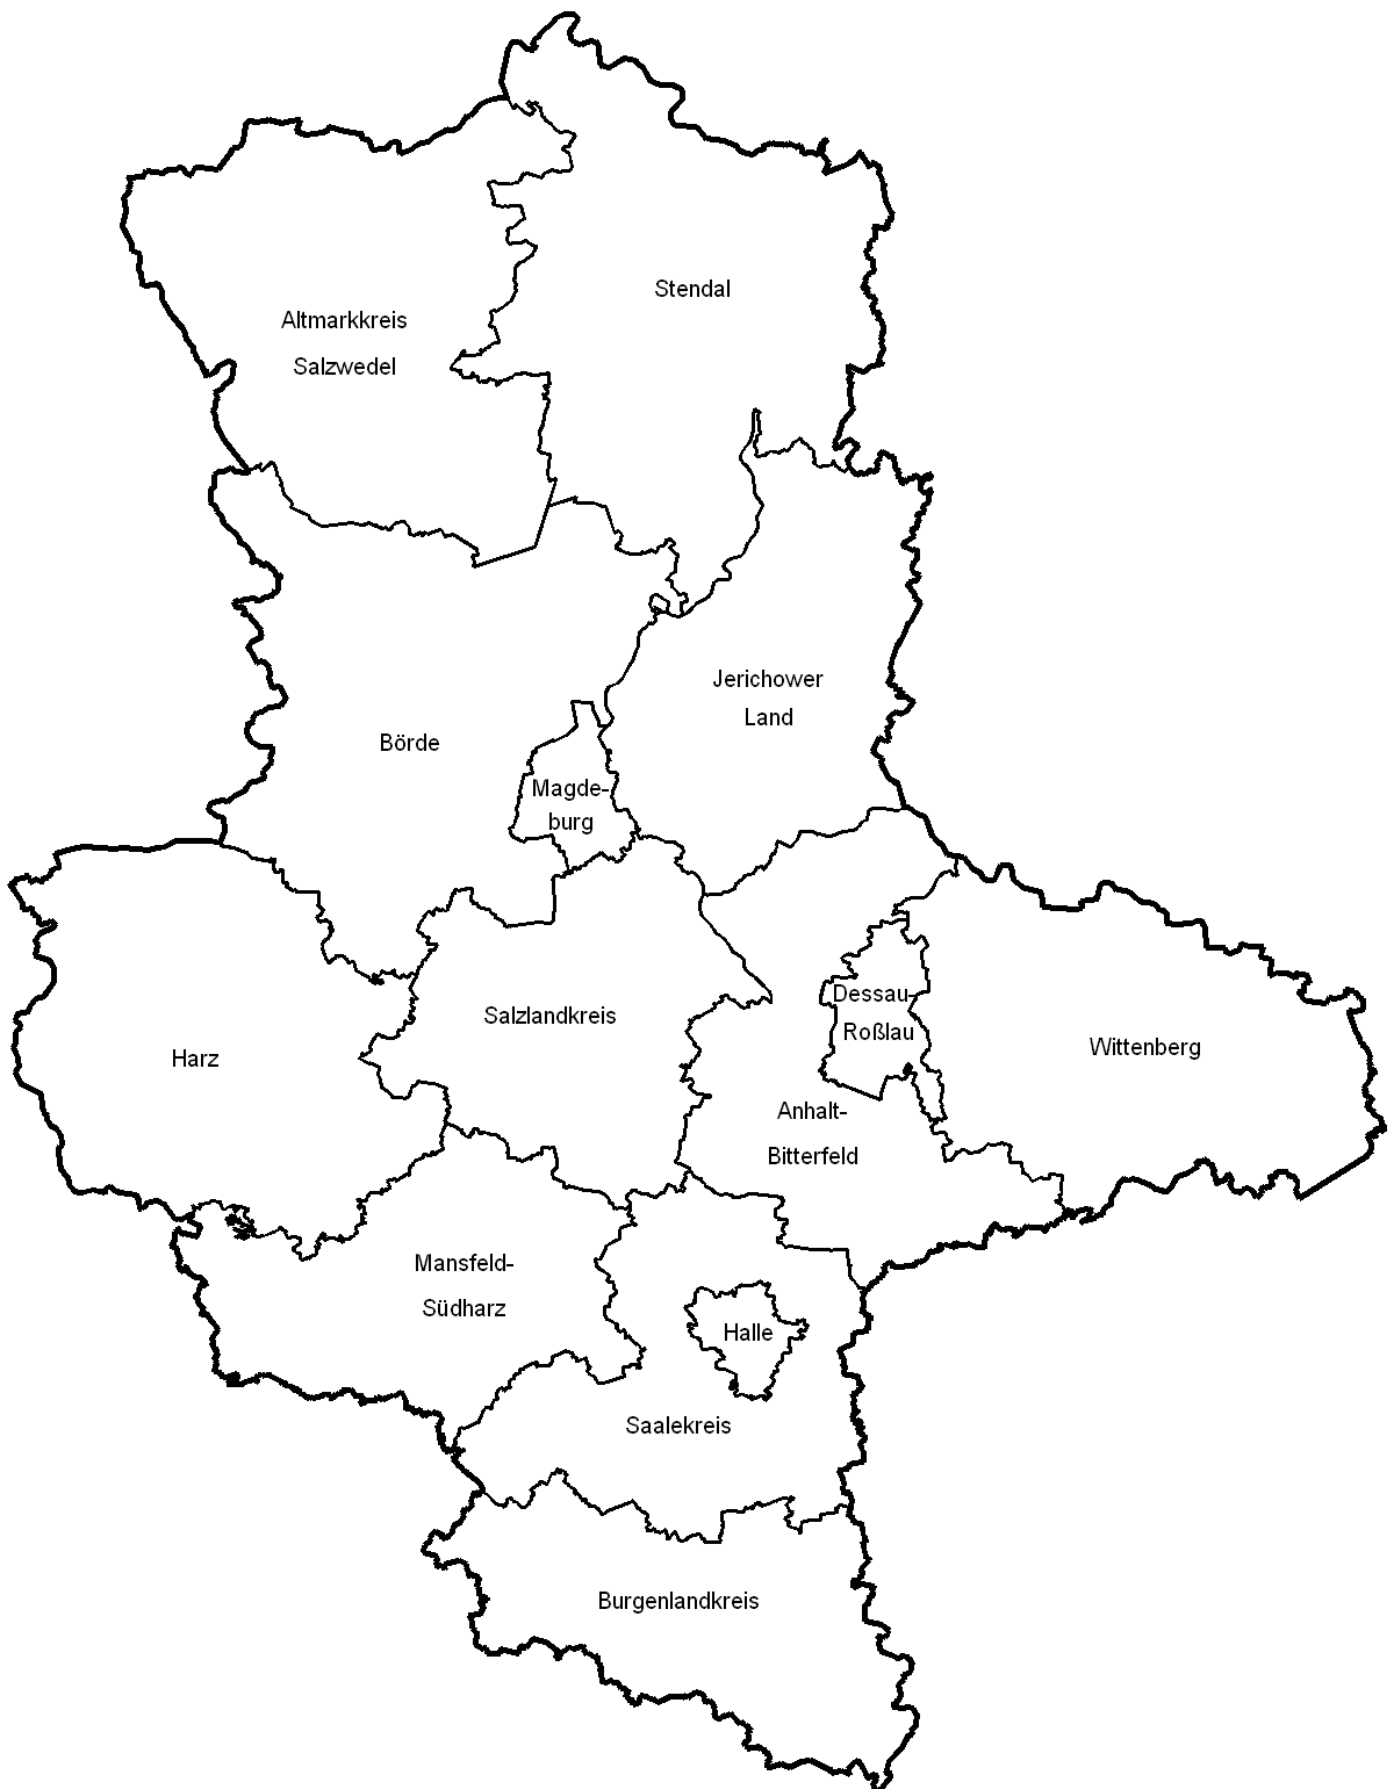 Stendal
Altmarkkreis
Salzwedel
Jerichower
Land
Börde
Magde-
burg
Dessau-
Roßlau
Salzlandkreis
Wittenberg
Harz
Anhalt-
Bitterfeld
Mansfeld-
Südharz
Halle
Saalekreis
Burgenlandkreis